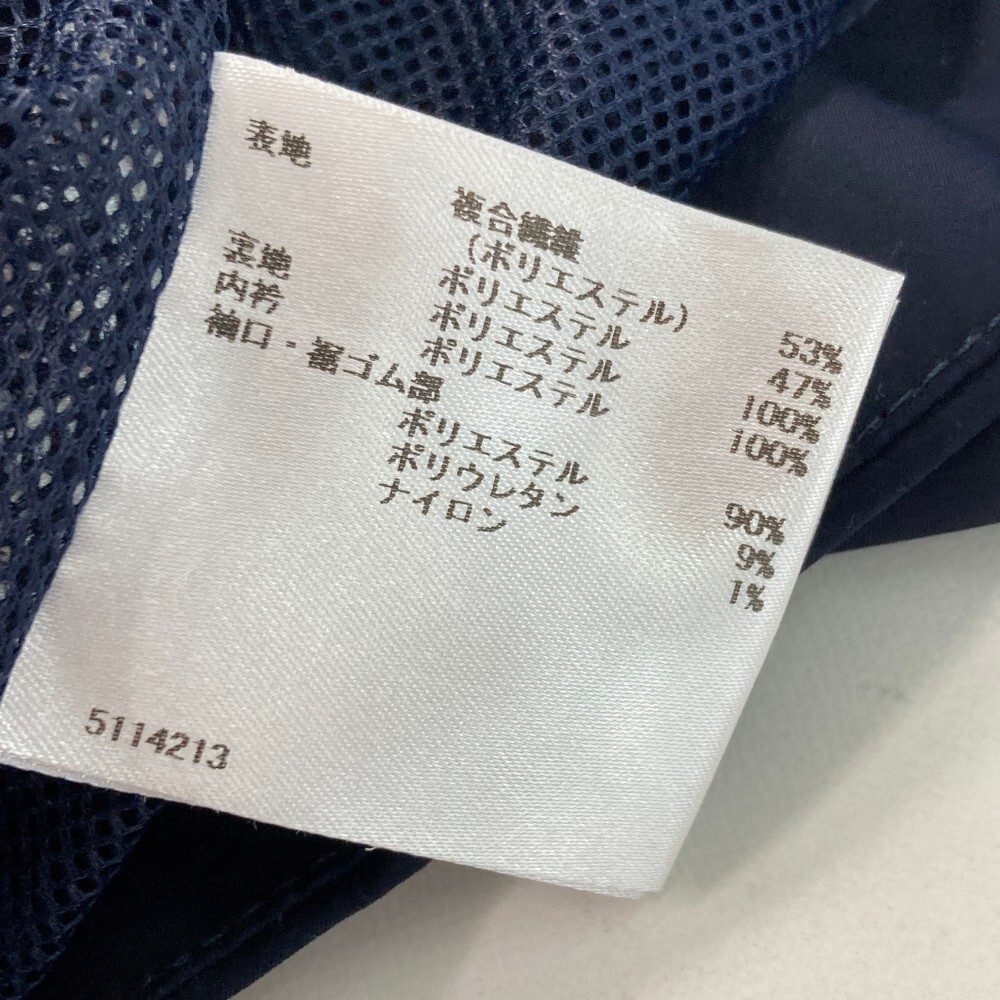 表地
複合繊維
(ポリエステル) 53%
ポリエステル 47%
裏地 ポリエステル 100%
内衿 ポリエステル 100%
袖口・裾ゴム部
ポリエステル 90%
ポリウレタン 9%
ナイロン 1%
5114213